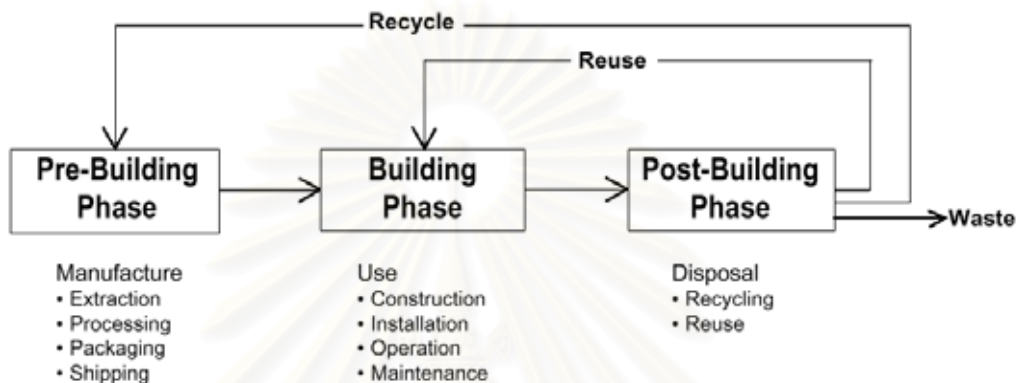 Recycle
Reuse
Pre-Building
Phase
Building
Phase
Post-Building
Phase
Waste
Manufacture
• Extraction
• Processing
• Packaging
• Shipping
Use
• Construction
• Installation
• Operation
• Maintenance
Disposal
• Recycling
• Reuse